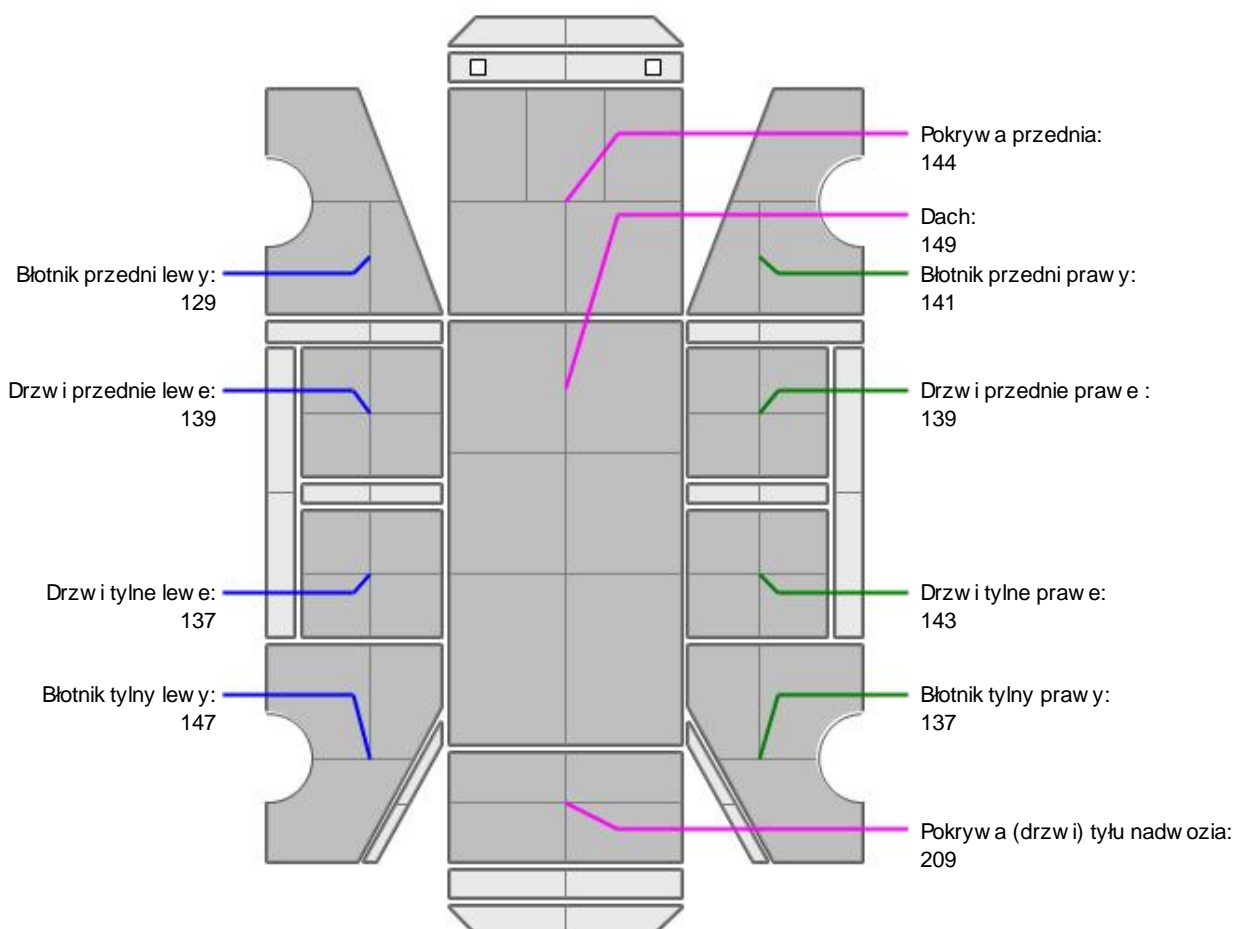 Pokrywa przednia:
144
Dach:
149
Błotnik przedni lewy:
129
Błotnik przedni prawy:
141
Drzwi przednie lewe:
139
Drzwi przednie prawe :
139
Drzwi tylne lewe:
137
Drzwi tylne prawe:
143
Błotnik tylny lewy:
147
Błotnik tylny prawy:
137
Pokrywa (drzwi) tyłu nadwozia:
209